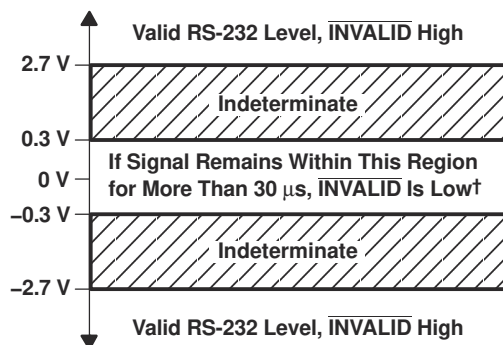 Valid RS-232 Level, INVALID High
2.7 V
Indeterminate
0.3 V
If Signal Remains Within This Region
0 V
for More Than 30 μs, INVALID Is Low†
−0.3 V
Indeterminate
−2.7 V
Valid RS-232 Level, INVALID High